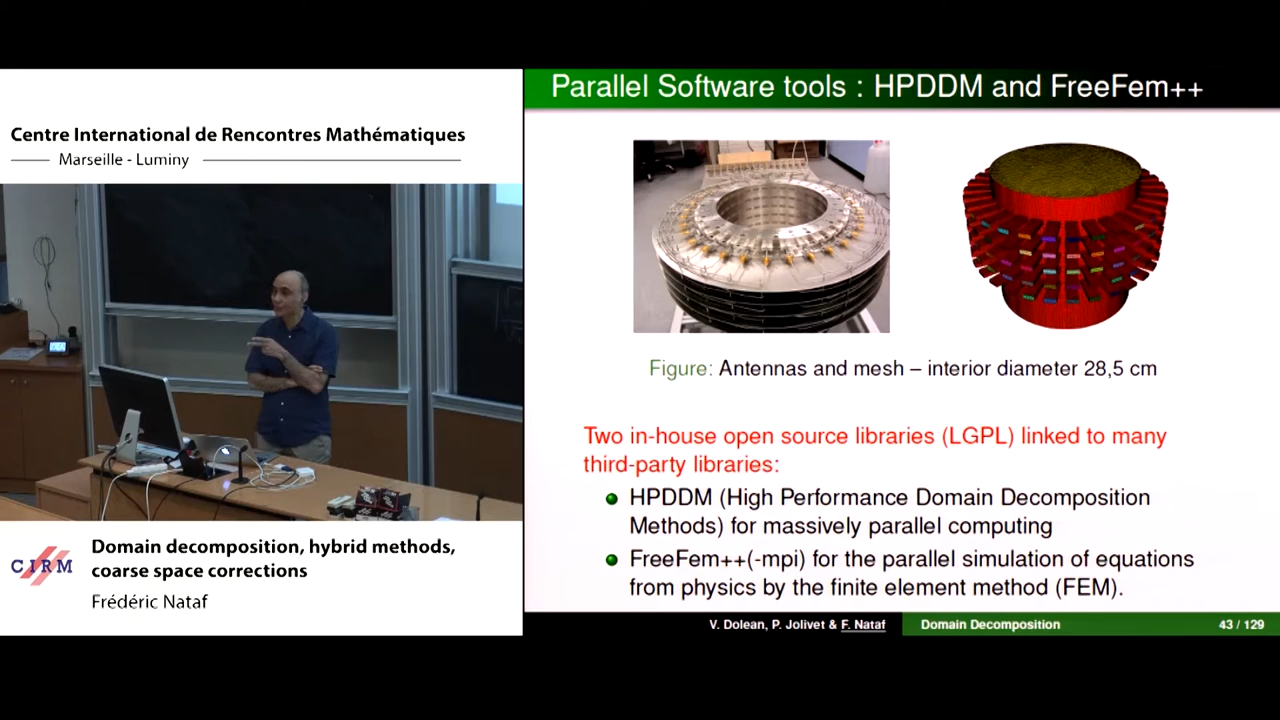 Centre International de Rencontres Mathématiques
Marseille - Luminy
CIRM
Domain decomposition, hybrid methods,
coarse space corrections
Frédéric Nataf
Parallel Software tools : HPDDM and FreeFem++
Figure: Antennas and mesh – interior diameter 28,5 cm
Two in-house open source libraries (LGPL) linked to many
third-party libraries:
HPDDM (High Performance Domain Decomposition
Methods) for massively parallel computing
FreeFem++(-mpi) for the parallel simulation of equations
from physics by the finite element method (FEM).
V. Dolean, P. Jolivet & F. Nataf
Domain Decomposition
43 / 129